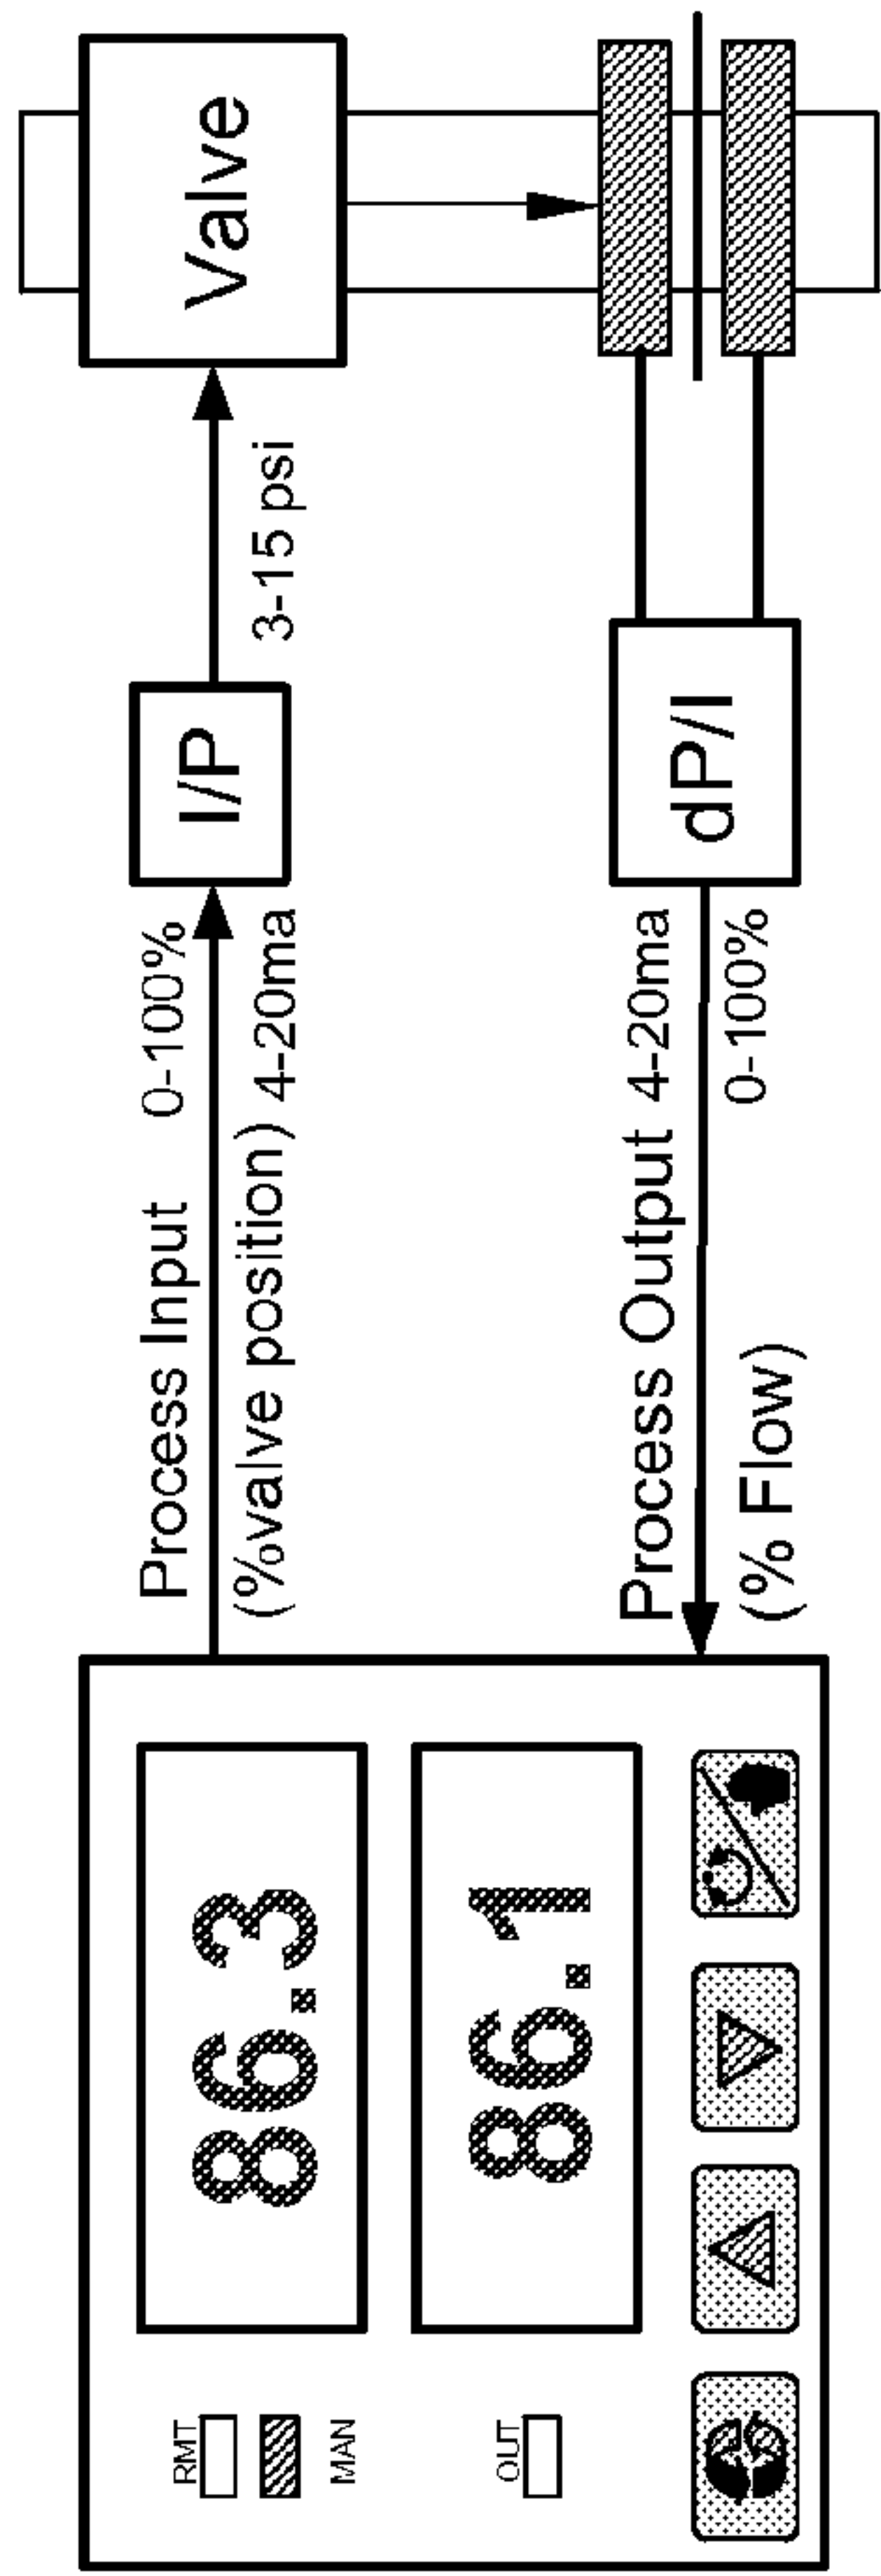 RMT
MAN
86.3
OUT
86.1
Process Input 0-100%
(%valve position) 4-20ma
I/P
3-15 psi
Valve
Process Output 4-20ma
(% Flow) 0-100%
dP/I